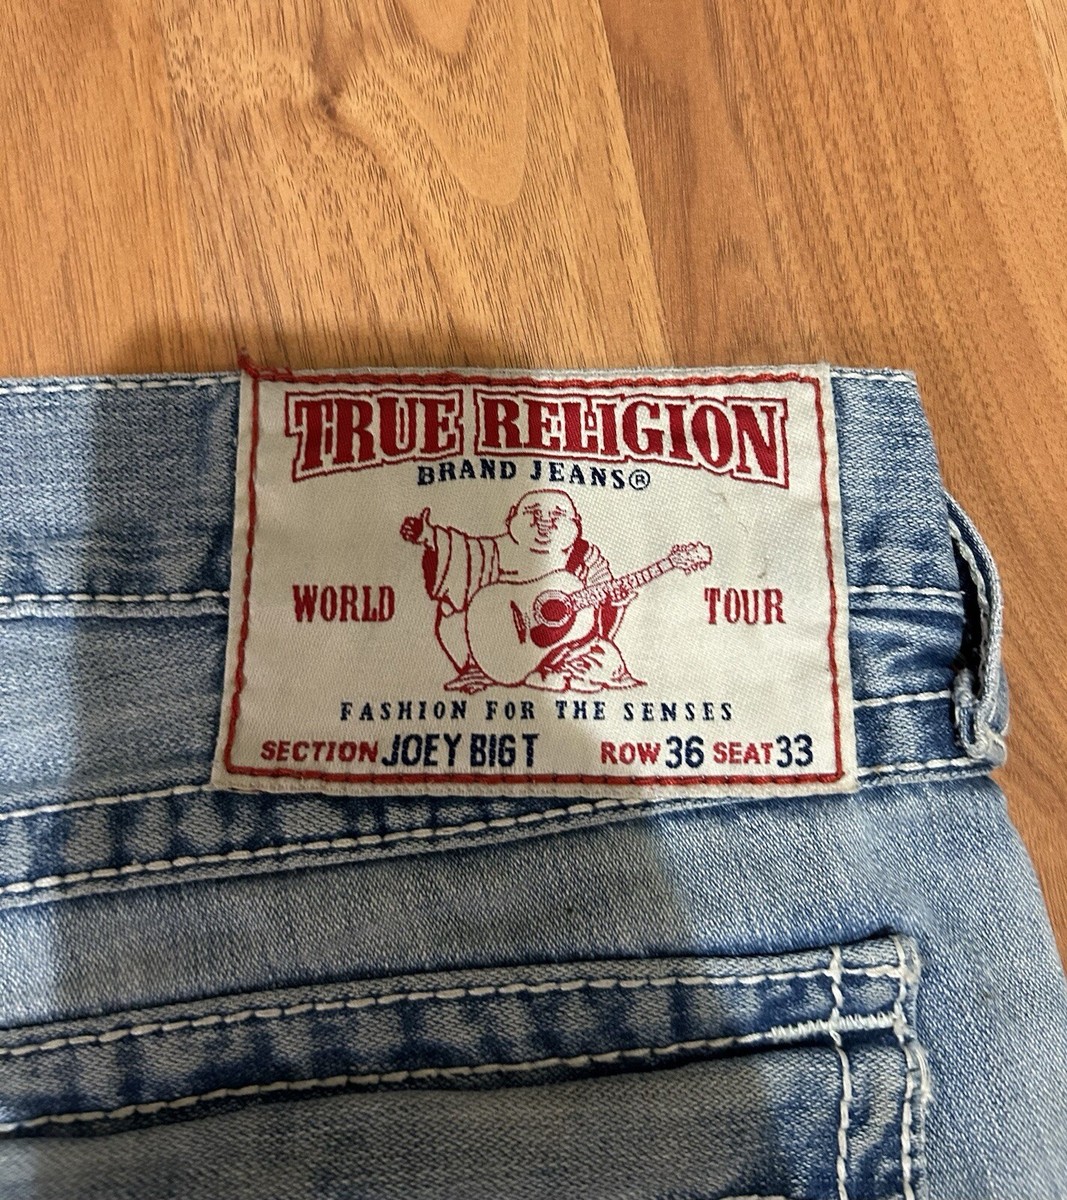 TRUE RELIGION
BRAND JEANS®
WORLD TOUR
FASHION FOR THE SENSES
SECTION JOEY BIG T ROW 36 SEAT 33